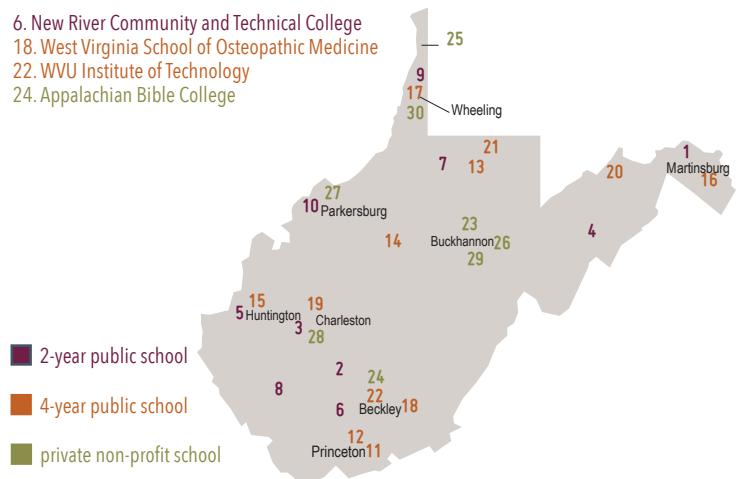 6. New River Community and Technical College
18. West Virginia School of Osteopathic Medicine
22. WVU Institute of Technology
24. Appalachian Bible College
25
9
17
Wheeling
30
21
7
13
1
Martinsburg
20
16
27
10
Parkersburg
23
4
14
Buckhannon
26
29
15
19
5
Huntington
3
Charleston
28
2-year public school
2
24
8
22
6
Beckley
18
4-year public school
12
Princeton
11
private non-profit school